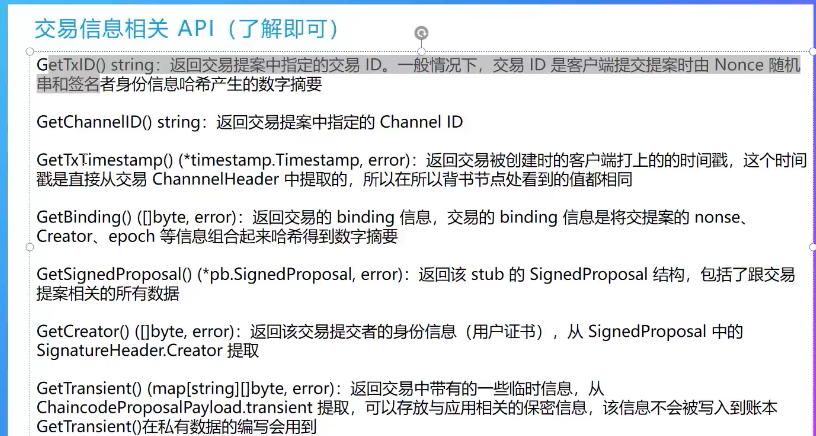 交易信息相关 API（了解即可）
GetTxID() string：返回交易提案中指定的交易 ID。一般情况下，交易 ID 是客户端提交提案时由 Nonce 随机
串和签名者身份信息哈希产生的数字摘要
GetChannelID() string：返回交易提案中指定的 Channel ID
GetTxTimestamp() (*timestamp.Timestamp, error)：返回交易被创建时的客户端打上的的时间戳，这个时间
戳是直接从交易 ChannnelHeader 中提取的，所以在所以背书节点处看到的值都相同
GetBinding() ([]byte, error)：返回交易的 binding 信息，交易的 binding 信息是将交提案的 nonse、
Creator、epoch 等信息组合起来哈希得到数字摘要
GetSignedProposal() (*pb.SignedProposal, error)：返回该 stub 的 SignedProposal 结构，包括了跟交易
提案相关的所有数据
GetCreator() ([]byte, error)：返回该交易提交者的身份信息（用户证书），从 SignedProposal 中的
SignatureHeader.Creator 提取
GetTransient() (map[string][]byte, error)：返回交易中带有的一些临时信息，从
ChaincodeProposalPayload.transient 提取，可以存放与应用相关的保密信息，该信息不会被写入到账本
GetTransient()在私有数据的编写会用到